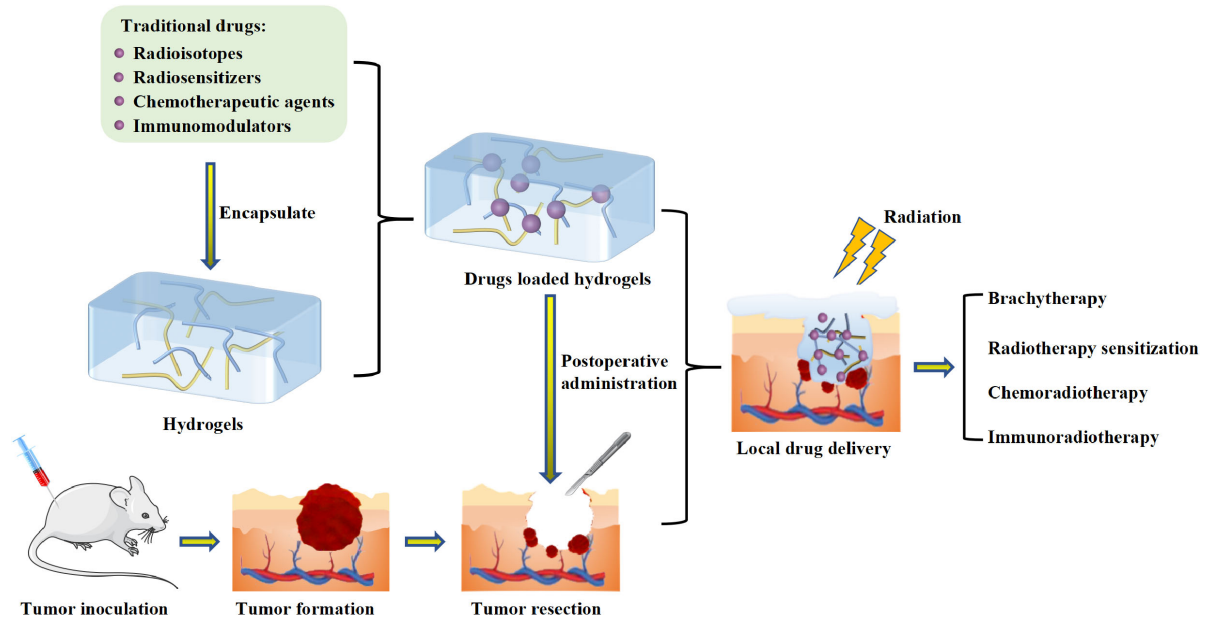 Traditional drugs:
Radioisotopes
Radiosensitizers
Chemotherapeutic agents
Immunomodulators
Encapsulate
Hydrogels
Drugs loaded hydrogels
Postoperative
administration
Radiation
Local drug delivery
Brachytherapy
Radiotherapy sensitization
Chemoradiotherapy
Immunoradiotherapy
Tumor inoculation
Tumor formation
Tumor resection